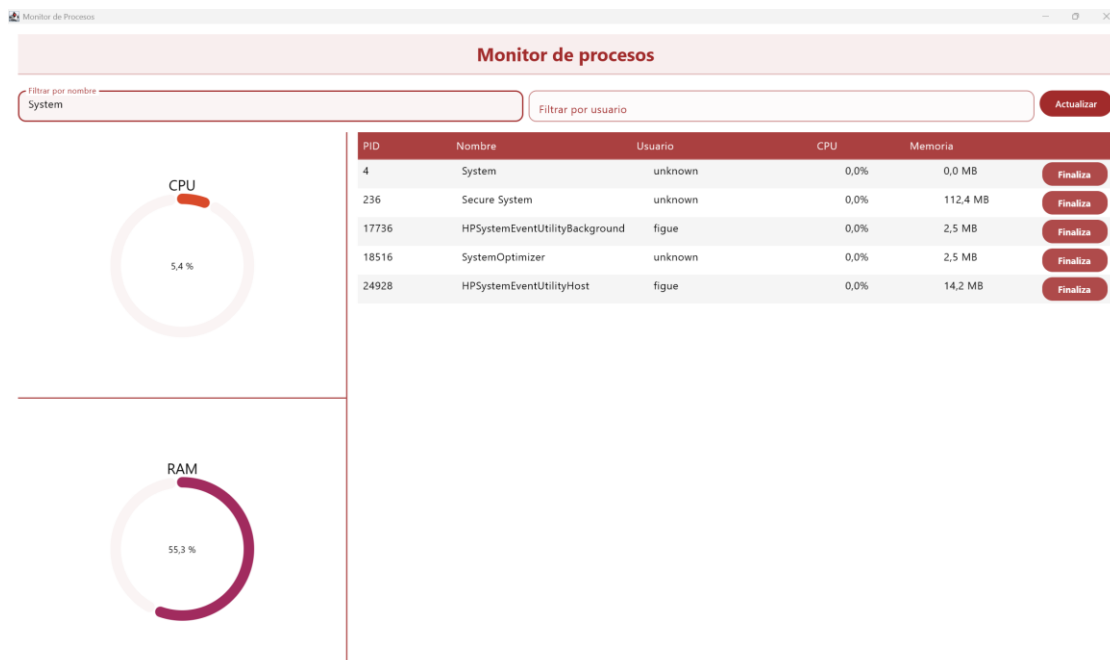 Monitor de Procesos
Monitor de procesos
Filtrar por nombre
System
Filtrar por usuario
Actualizar
CPU
5,4 %
RAM
55,3 %
PID Nombre Usuario CPU Memoria
4 System unknown 0,0% 0,0 MB Finaliza
236 Secure System unknown 0,0% 112,4 MB Finaliza
17736 HPSystemEventUtilityBackground figue 0,0% 2,5 MB Finaliza
18516 SystemOptimizer unknown 0,0% 2,5 MB Finaliza
24928 HPSystemEventUtilityHost figue 0,0% 14,2 MB Finaliza